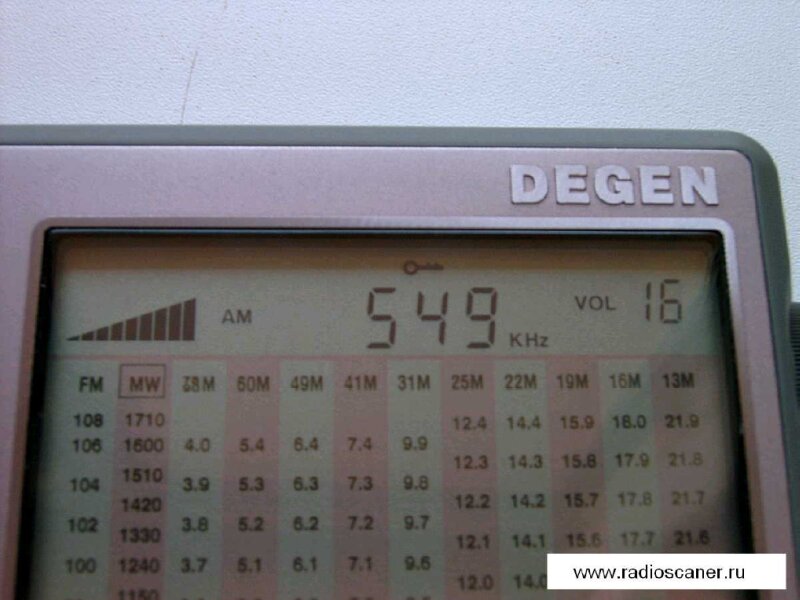 DEGEN
AM 549 KHz VOL 16
FM MW 60M 49M 41M 31M 25M 22M 19M 16M 13M
108 1710 12.4 14.4 15.9 18.0 21.9
106 1600 4.0 5.4 6.4 7.4 9.9
12.3 14.3 15.8 17.9 21.8
104 1510 3.9 5.3 6.3 7.3 9.8
1420 12.2 14.2 15.7 17.8 21.7
102 1330 3.8 5.2 6.2 7.2 9.7
12.1 14.1 15.6 17.7 21.6
100 1240 3.7 5.1 6.1 7.1 9.6
1150 12.0 14.0
www.radioscaner.ru